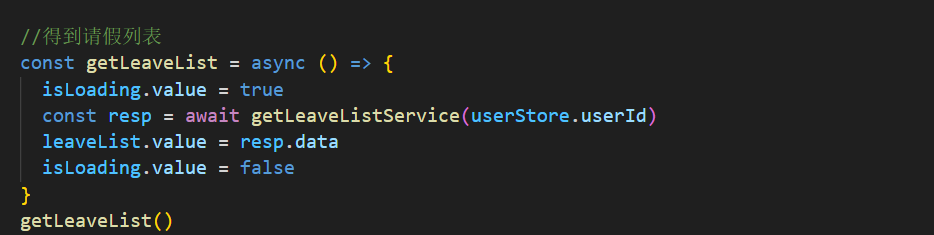 //得到请假列表
const getLeaveList = async () => {
  isLoading.value = true
  const resp = await getLeaveListService(userStore.userId)
  leaveList.value = resp.data
  isLoading.value = false
}
getLeaveList()